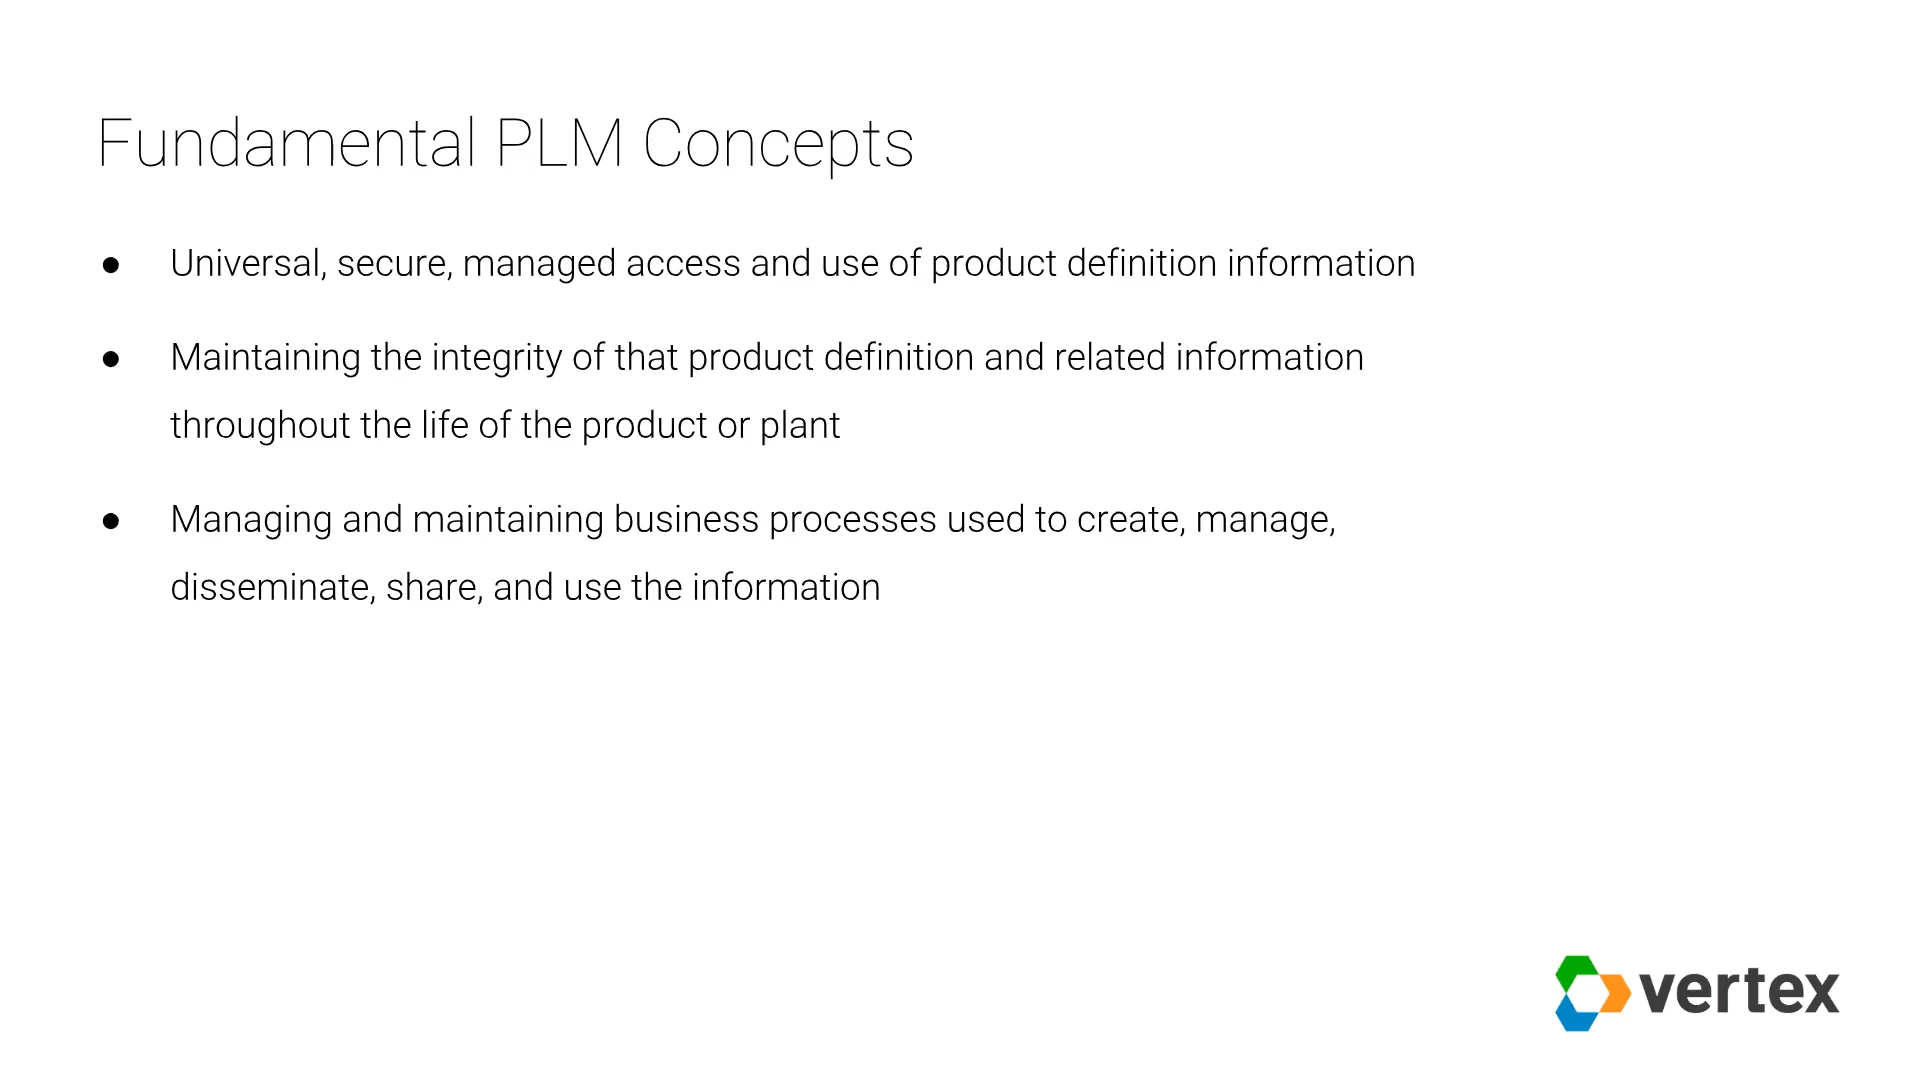 Fundamental PLM Concepts
● Universal, secure, managed access and use of product definition information
● Maintaining the integrity of that product definition and related information
throughout the life of the product or plant
● Managing and maintaining business processes used to create, manage,
disseminate, share, and use the information
vertex